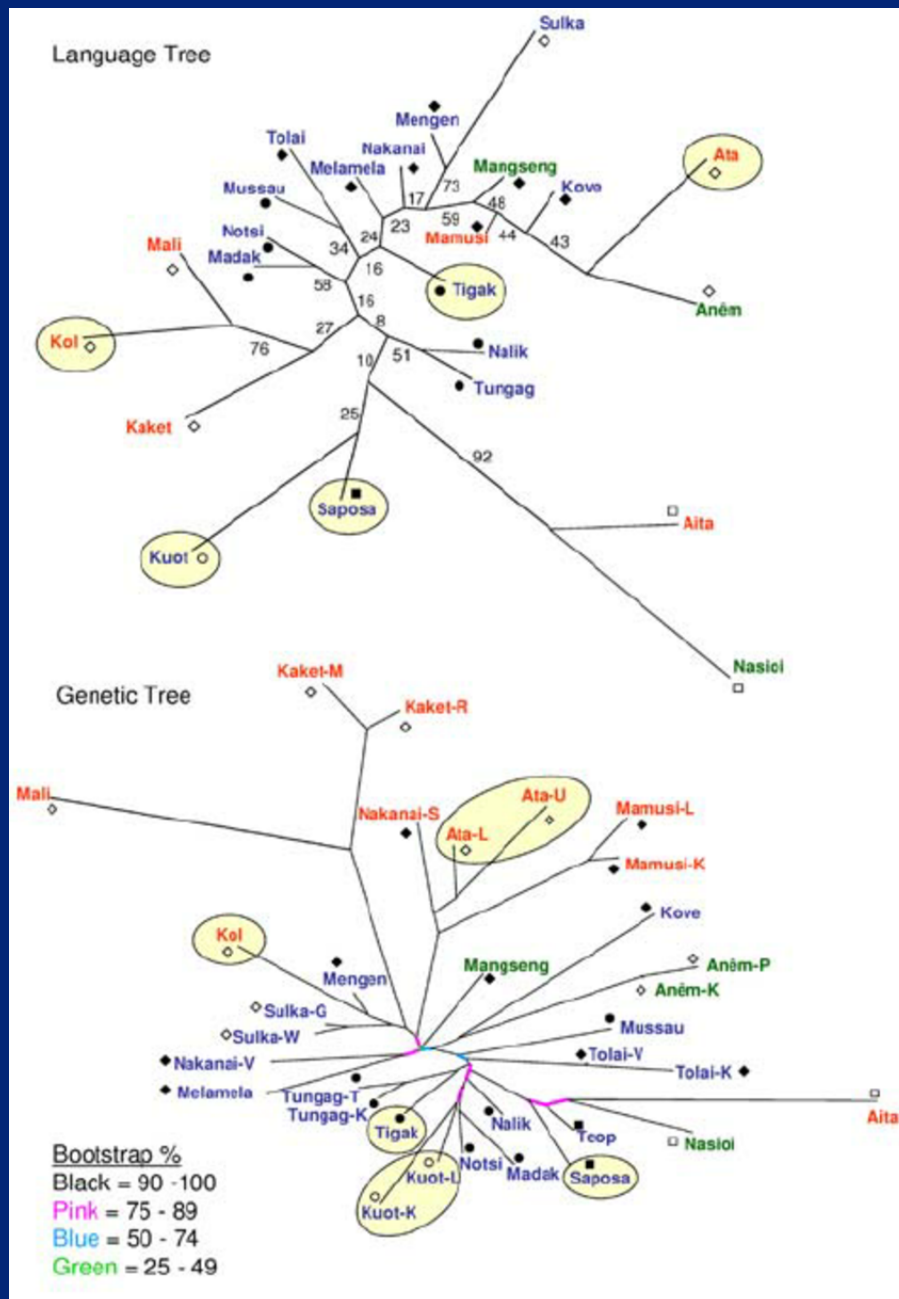 Language Tree
Sulka
Mengen
Tolai
Nakanai
Melamela
Mangseng
Ata
Mussau
73
Kove
17
48
Notsi
23
59
Mali
34
24
Mamusi
44
43
Madak
16
58
Tigak
Anêm
16
Kol
27
8
Nalik
76
10
51
Tungag
Kaket
25
92
Saposa
Aita
Kuot
Nasioi
Genetic Tree
Kaket-M
Kaket-R
Mali
Ata-U
Nakanai-S
Mamusi-L
Ata-L
Mamusi-K
Kove
Kol
Mangseng
Anêm-P
Mengen
Anêm-K
Sulka-G
Mussau
Sulka-W
Tolai-V
Nakanai-V
Tolai-K
Melamela
Tungag-T
Tungag-K
Nalik
Aita
Tigak
Teop
Nasioi
Notsi
Kuot-L
Madak
Saposa
Kuot-K
Bootstrap %
Black = 90 -100
Pink = 75 - 89
Blue = 50 - 74
Green = 25 - 49